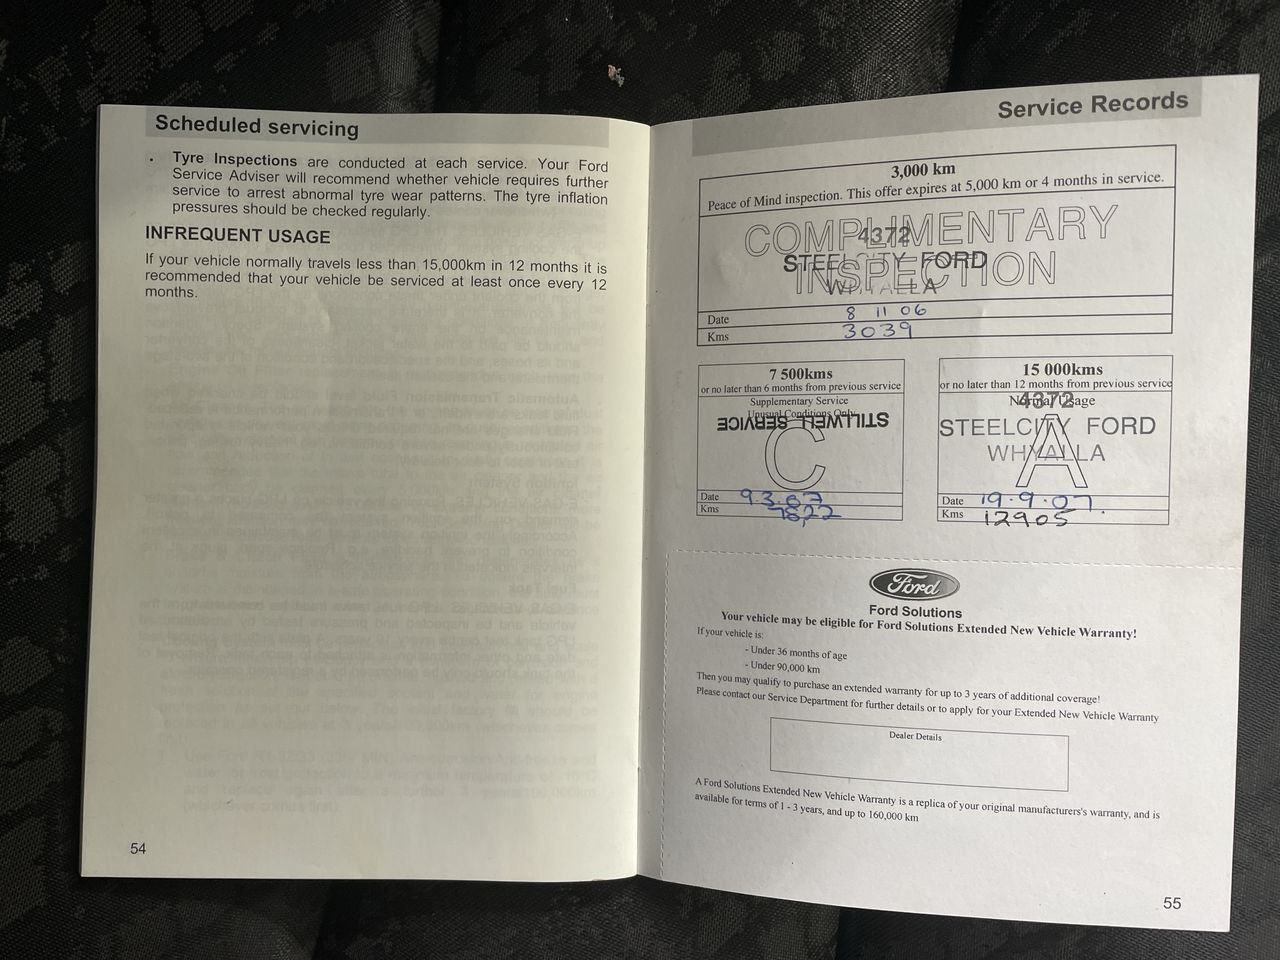 Scheduled servicing
• Tyre Inspections are conducted at each service. Your Ford
Service Adviser will recommend whether vehicle requires further
service to arrest abnormal tyre wear patterns. The tyre inflation
pressures should be checked regularly.
INFREQUENT USAGE
If your vehicle normally travels less than 15,000km in 12 months it is
recommended that your vehicle be serviced at least once every 12
months.
54
Service Records
3,000 km
Peace of Mind inspection. This offer expires at 5,000 km or 4 months in service.
COMPLIMENTARY
4372
STEELCITY FORD
INSPECTION
WHYALLA
Date 8 11 06
Kms 3039
7 500kms
or no later than 6 months from previous service
Supplementary Service
Unusual Conditions Only
STILLWELL SERVICE
C
Date 9.3.07
Kms 7822
15 000kms
or no later than 12 months from previous service
Normal Usage
4372
STEELCITY FORD
WHYALLA
A
Date 19.9.07.
Kms 12905
Ford
Ford Solutions
Your vehicle may be eligible for Ford Solutions Extended New Vehicle Warranty!
If your vehicle is:
- Under 36 months of age
- Under 90,000 km
Then you may qualify to purchase an extended warranty for up to 3 years of additional coverage!
Please contact our Service Department for further details or to apply for your Extended New Vehicle Warranty
Dealer Details
A Ford Solutions Extended New Vehicle Warranty is a replica of your original manufacturers's warranty, and is
available for terms of 1 - 3 years, and up to 160,000 km
55